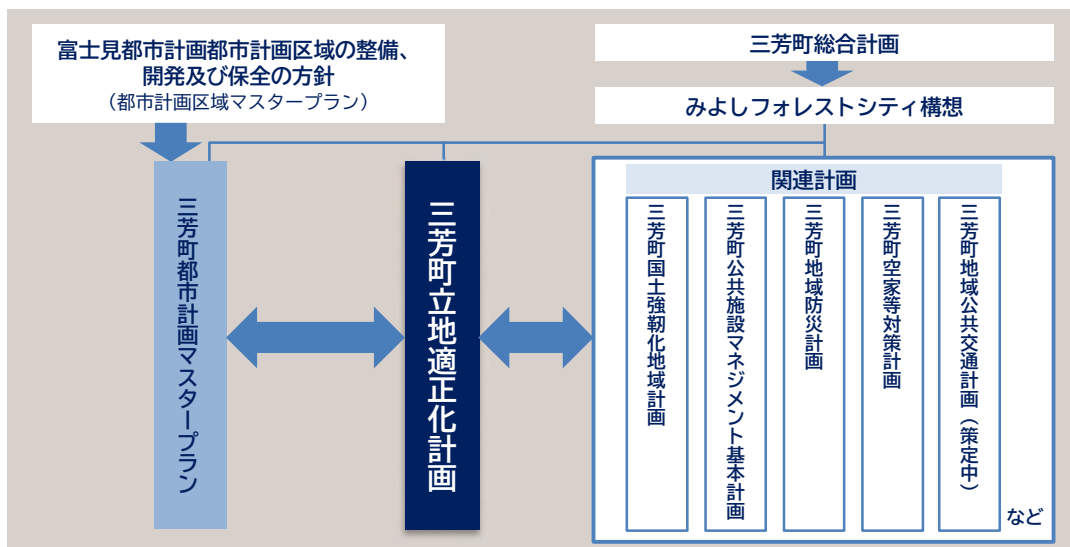 富士見都市計画都市計画区域の整備、
開発及び保全の方針
（都市計画区域マスタープラン）
三芳町総合計画
みよしフォレストシティ構想
三芳町都市計画マスタープラン
三芳町立地適正化計画
関連計画
三芳町国土強靭化地域計画
三芳町公共施設マネジメント基本計画
三芳町地域防災計画
三芳町空家等対策計画
三芳町地域公共交通計画（策定中）
など